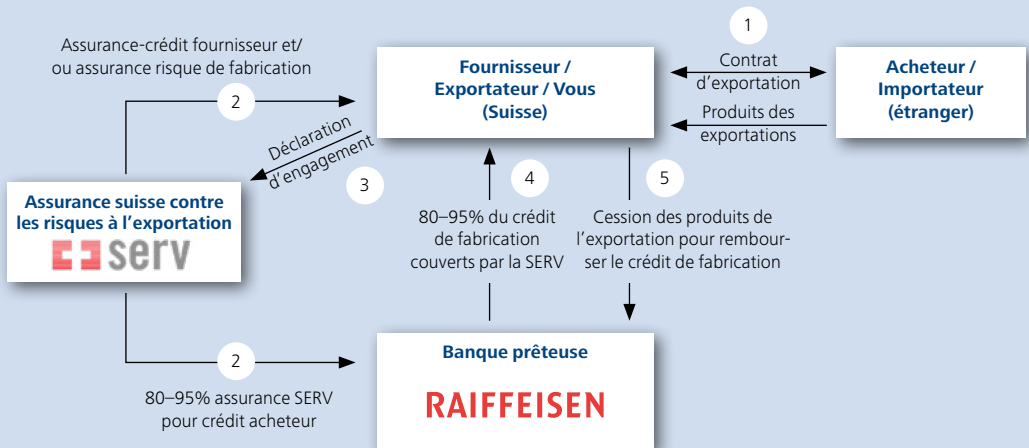 1
Assurance-crédit fournisseur et/
ou assurance risque de fabrication
2
Fournisseur /
Exportateur / Vous
(Suisse)
Contrat
d'exportation
Produits des
exportations
Acheteur /
Importateur
(étranger)
Déclaration
d'engagement
3
4
5
Assurance suisse contre
les risques à l'exportation
serv
80–95% du crédit
de fabrication
couverts par la SERV
Cession des produits de
l'exportation pour rembour-
ser le crédit de fabrication
2
80–95% assurance SERV
pour crédit acheteur
Banque prêteuse
RAIFFEISEN